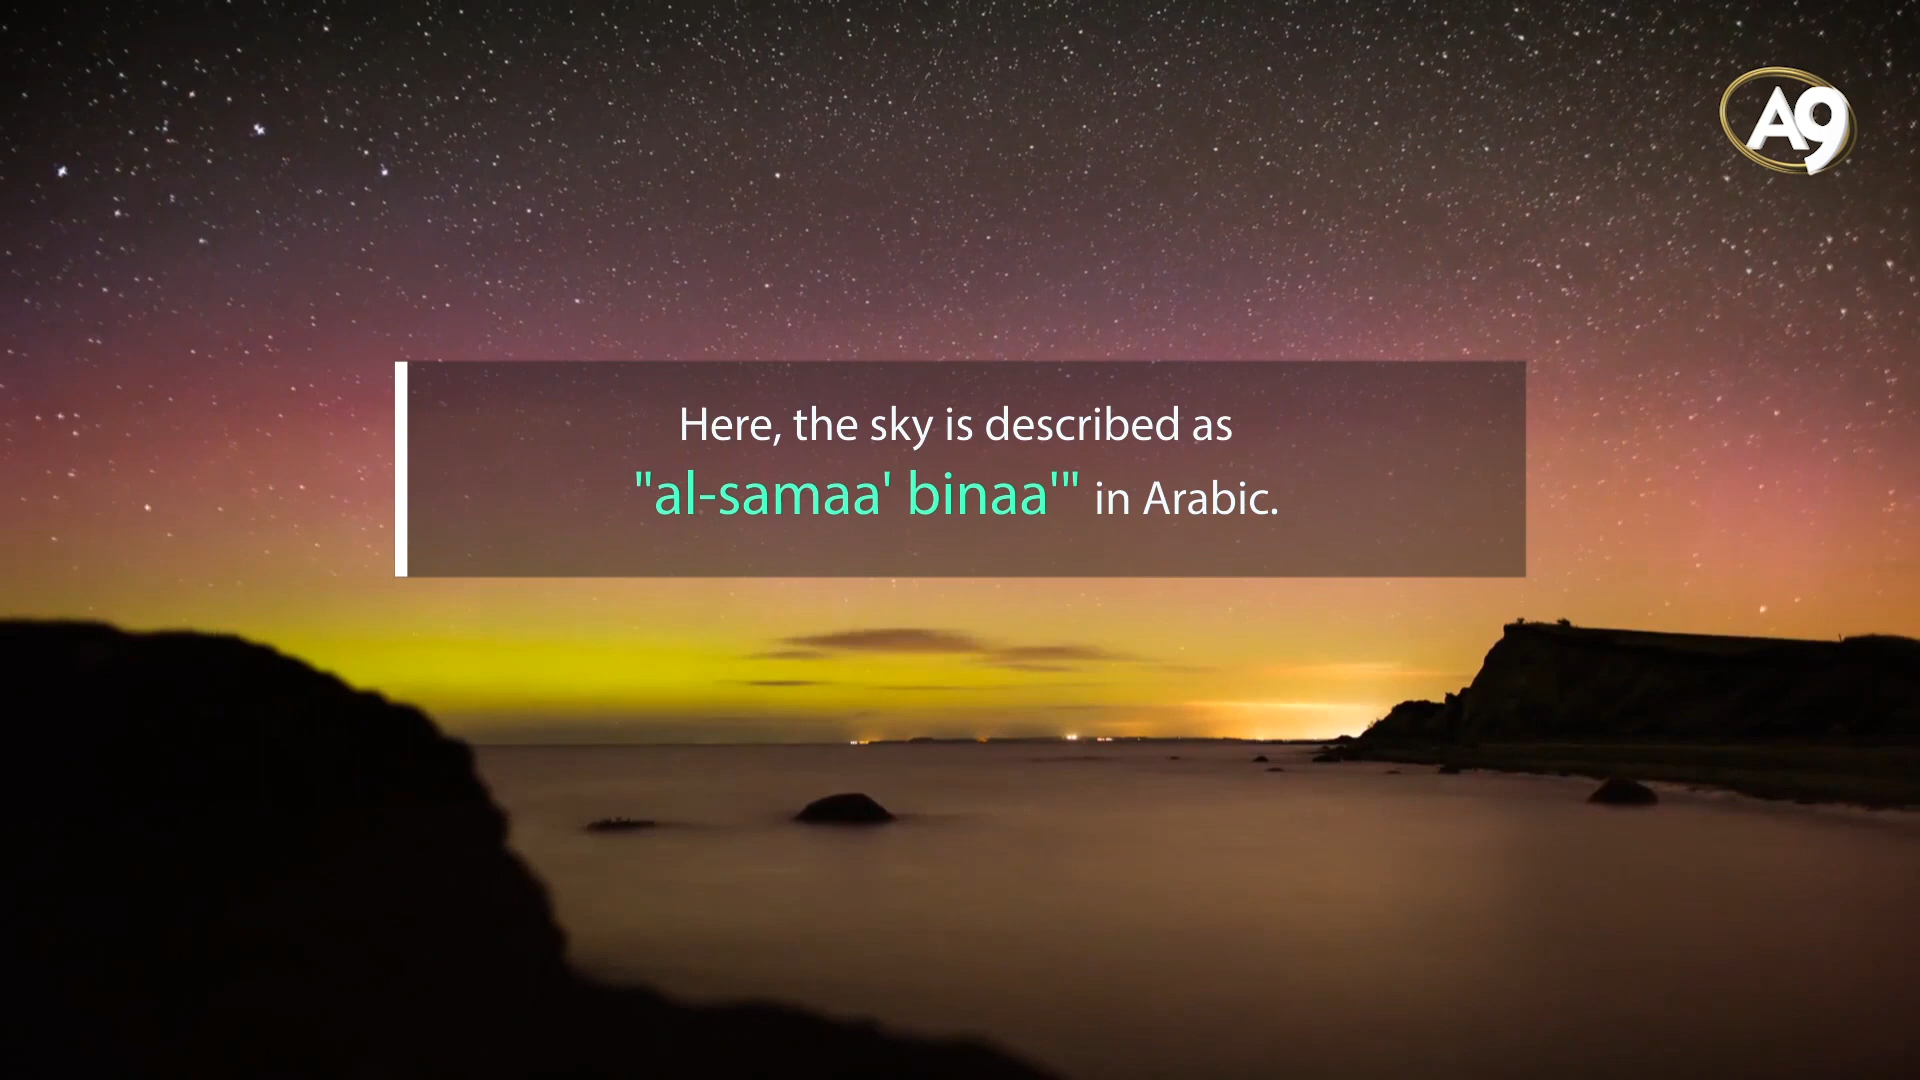 A9
Here, the sky is described as
"al-samaa' binaa'" in Arabic.